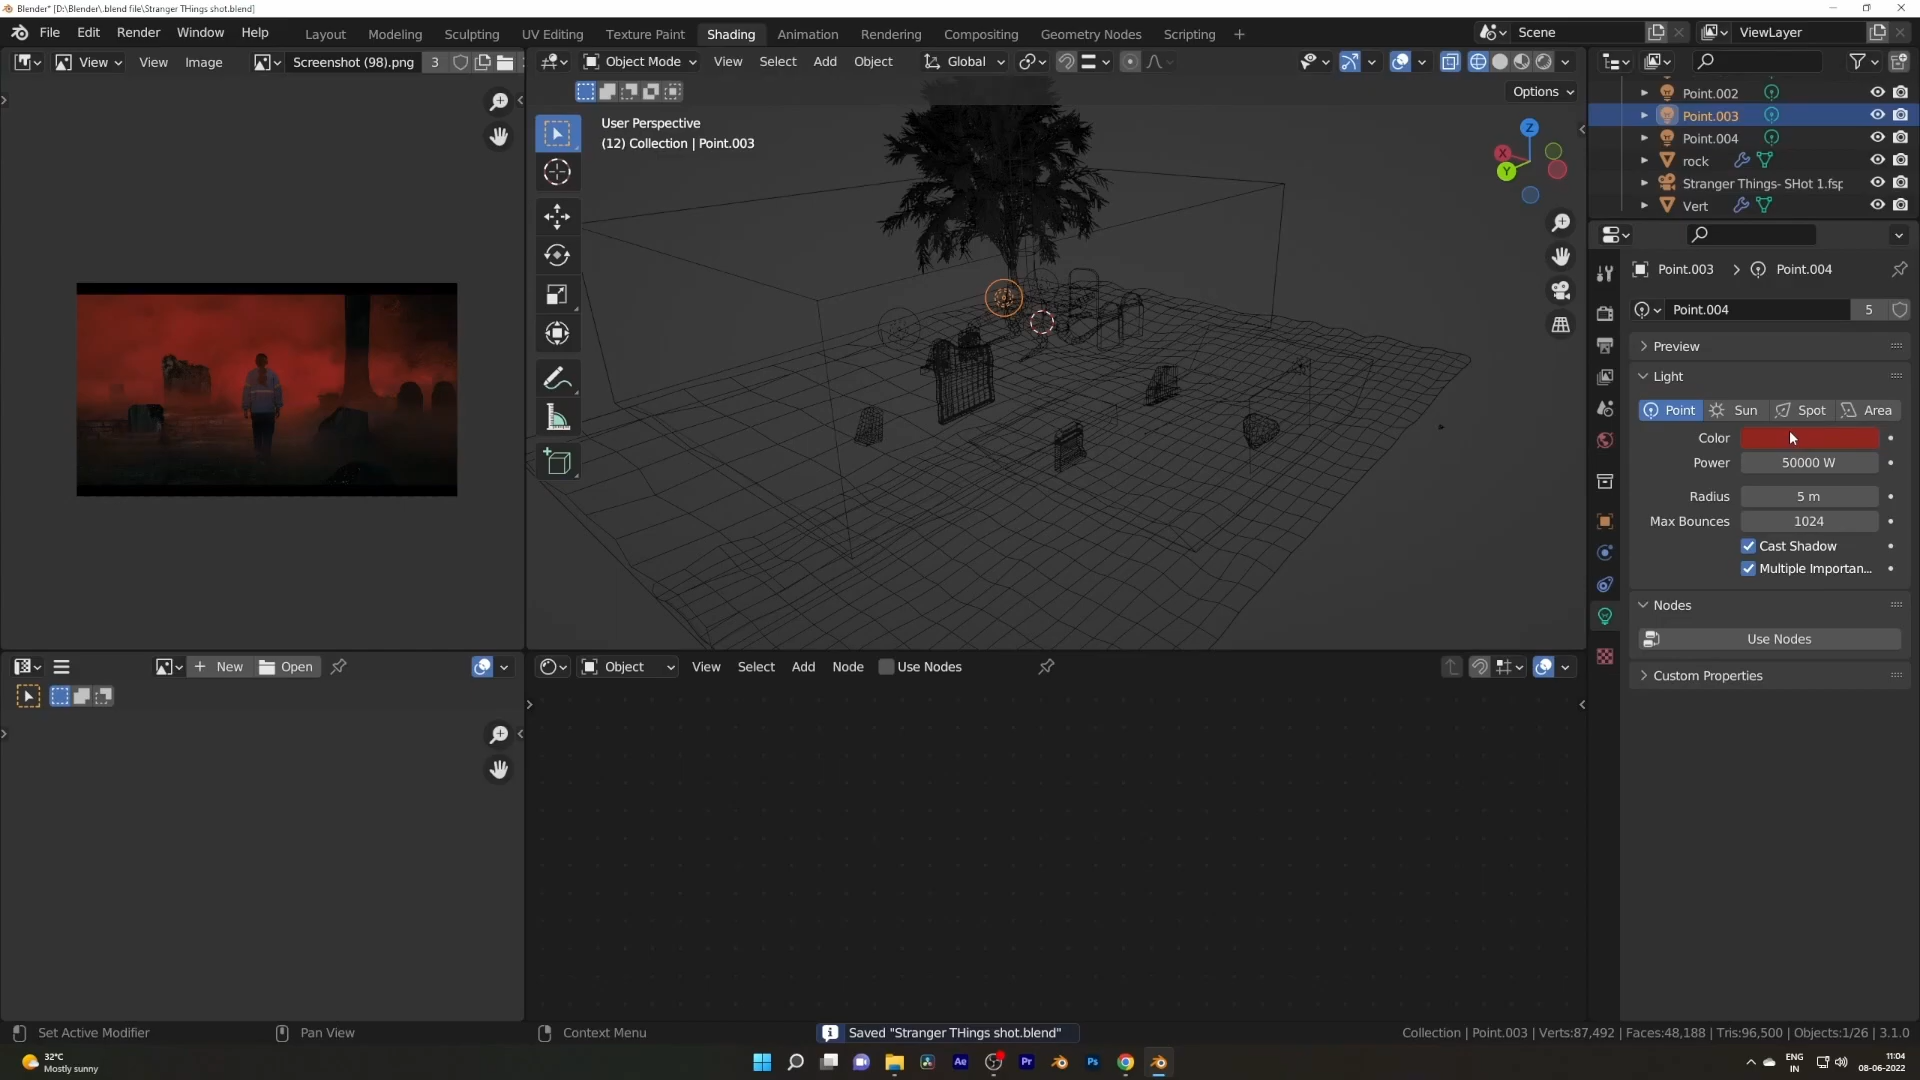 Blender* [D:\Blender\.blend file\Stranger THings shot.blend]
File Edit Render Window Help
Layout Modeling Sculpting UV Editing Texture Paint Shading Animation Rendering Compositing Geometry Nodes Scripting
Scene
ViewLayer
View View Image Screenshot (98).png 3
Object Mode View Select Add Object Global
Options
User Perspective
(12) Collection | Point.003
Z
X
Y
Point.002
Point.003
Point.004
rock
Stranger Things- SHot 1.fsp
Vert
Point.003 > Point.004
Point.004 5
Preview
Light
Point Sun Spot Area
Color
Power 50000 W
Radius 5 m
Max Bounces 1024
Cast Shadow
Multiple Importan...
Nodes
Use Nodes
Custom Properties
New Open
Object View Select Add Node Use Nodes
Set Active Modifier Pan View Context Menu
Saved "Stranger THings shot.blend"
Collection | Point.003 | Verts:87,492 | Faces:48,188 | Tris:96,500 | Objects:1/26 | 3.1.0
32°C
Mostly sunny
Ae Pr Ps
ENG
IN
11:04
08-06-2022